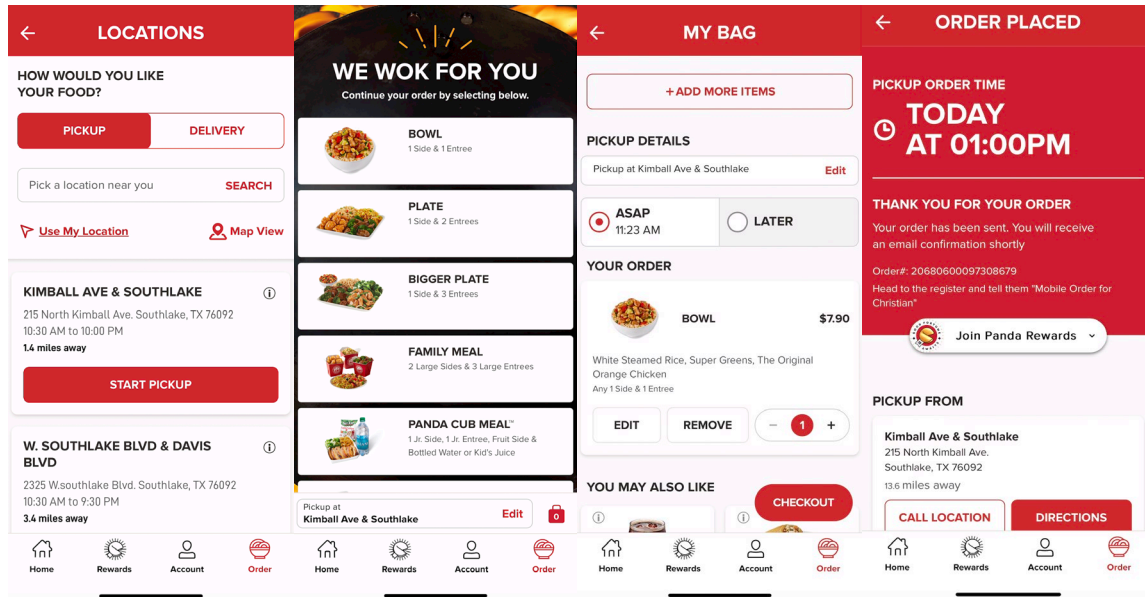 LOCATIONS
HOW WOULD YOU LIKE
YOUR FOOD?
PICKUP
DELIVERY
Pick a location near you
SEARCH
Use My Location
Map View
KIMBALL AVE & SOUTHLAKE
215 North Kimball Ave. Southlake, TX 76092
10:30 AM to 10:00 PM
1.4 miles away
START PICKUP
W. SOUTHLAKE BLVD & DAVIS
BLVD
2325 W.southlake Blvd. Southlake, TX 76092
10:30 AM to 9:30 PM
3.4 miles away
Home
Rewards
Account
Order
WE WOK FOR YOU
Continue your order by selecting below.
BOWL
1 Side & 1 Entree
PLATE
1 Side & 2 Entrees
BIGGER PLATE
1 Side & 3 Entrees
FAMILY MEAL
2 Large Sides & 3 Large Entrees
PANDA CUB MEAL™
1 Jr. Side, 1 Jr. Entree, Fruit Side &
Bottled Water or Kid's Juice
Pickup at
Kimball Ave & Southlake
Edit
0
Home
Rewards
Account
Order
MY BAG
+ ADD MORE ITEMS
PICKUP DETAILS
Pickup at Kimball Ave & Southlake
Edit
ASAP
11:23 AM
LATER
YOUR ORDER
BOWL
$7.90
White Steamed Rice, Super Greens, The Original
Orange Chicken
Any 1 Side & 1 Entree
EDIT
REMOVE
- 1 +
YOU MAY ALSO LIKE
CHECKOUT
Home
Rewards
Account
Order
ORDER PLACED
PICKUP ORDER TIME
TODAY
AT 01:00PM
THANK YOU FOR YOUR ORDER
Your order has been sent. You will receive
an email confirmation shortly
Order#: 20680600097308679
Head to the register and tell them "Mobile Order for
Christian"
Join Panda Rewards
PICKUP FROM
Kimball Ave & Southlake
215 North Kimball Ave.
Southlake, TX 76092
13.6 miles away
CALL LOCATION
DIRECTIONS
Home
Rewards
Account
Order